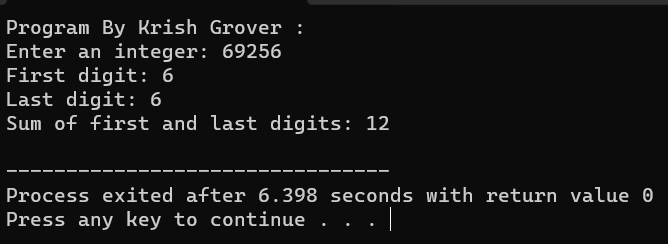 Program By Krish Grover :
Enter an integer: 69256
First digit: 6
Last digit: 6
Sum of first and last digits: 12
--------------------------------
Process exited after 6.398 seconds with return value 0
Press any key to continue . . .